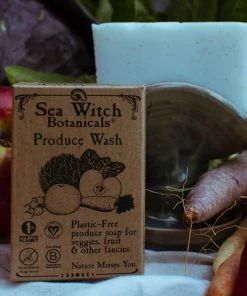 Sea Witch
Botanicals®
Produce Wash
Plastic-Free
produce soap for
veggies, fruit
& other fancies.
Nature Misses You